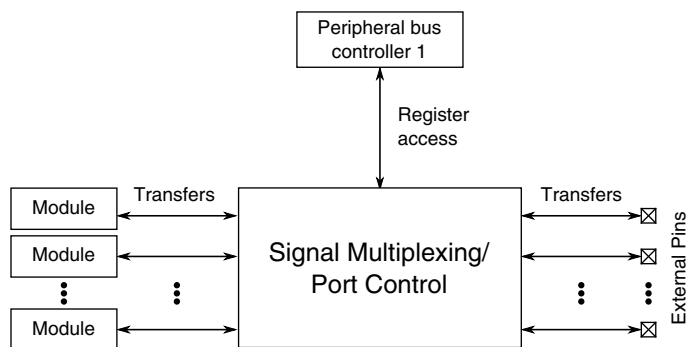 Peripheral bus
controller 1
Register
access
Transfers
Transfers
Module
Module
Module
Signal Multiplexing/
Port Control
External Pins